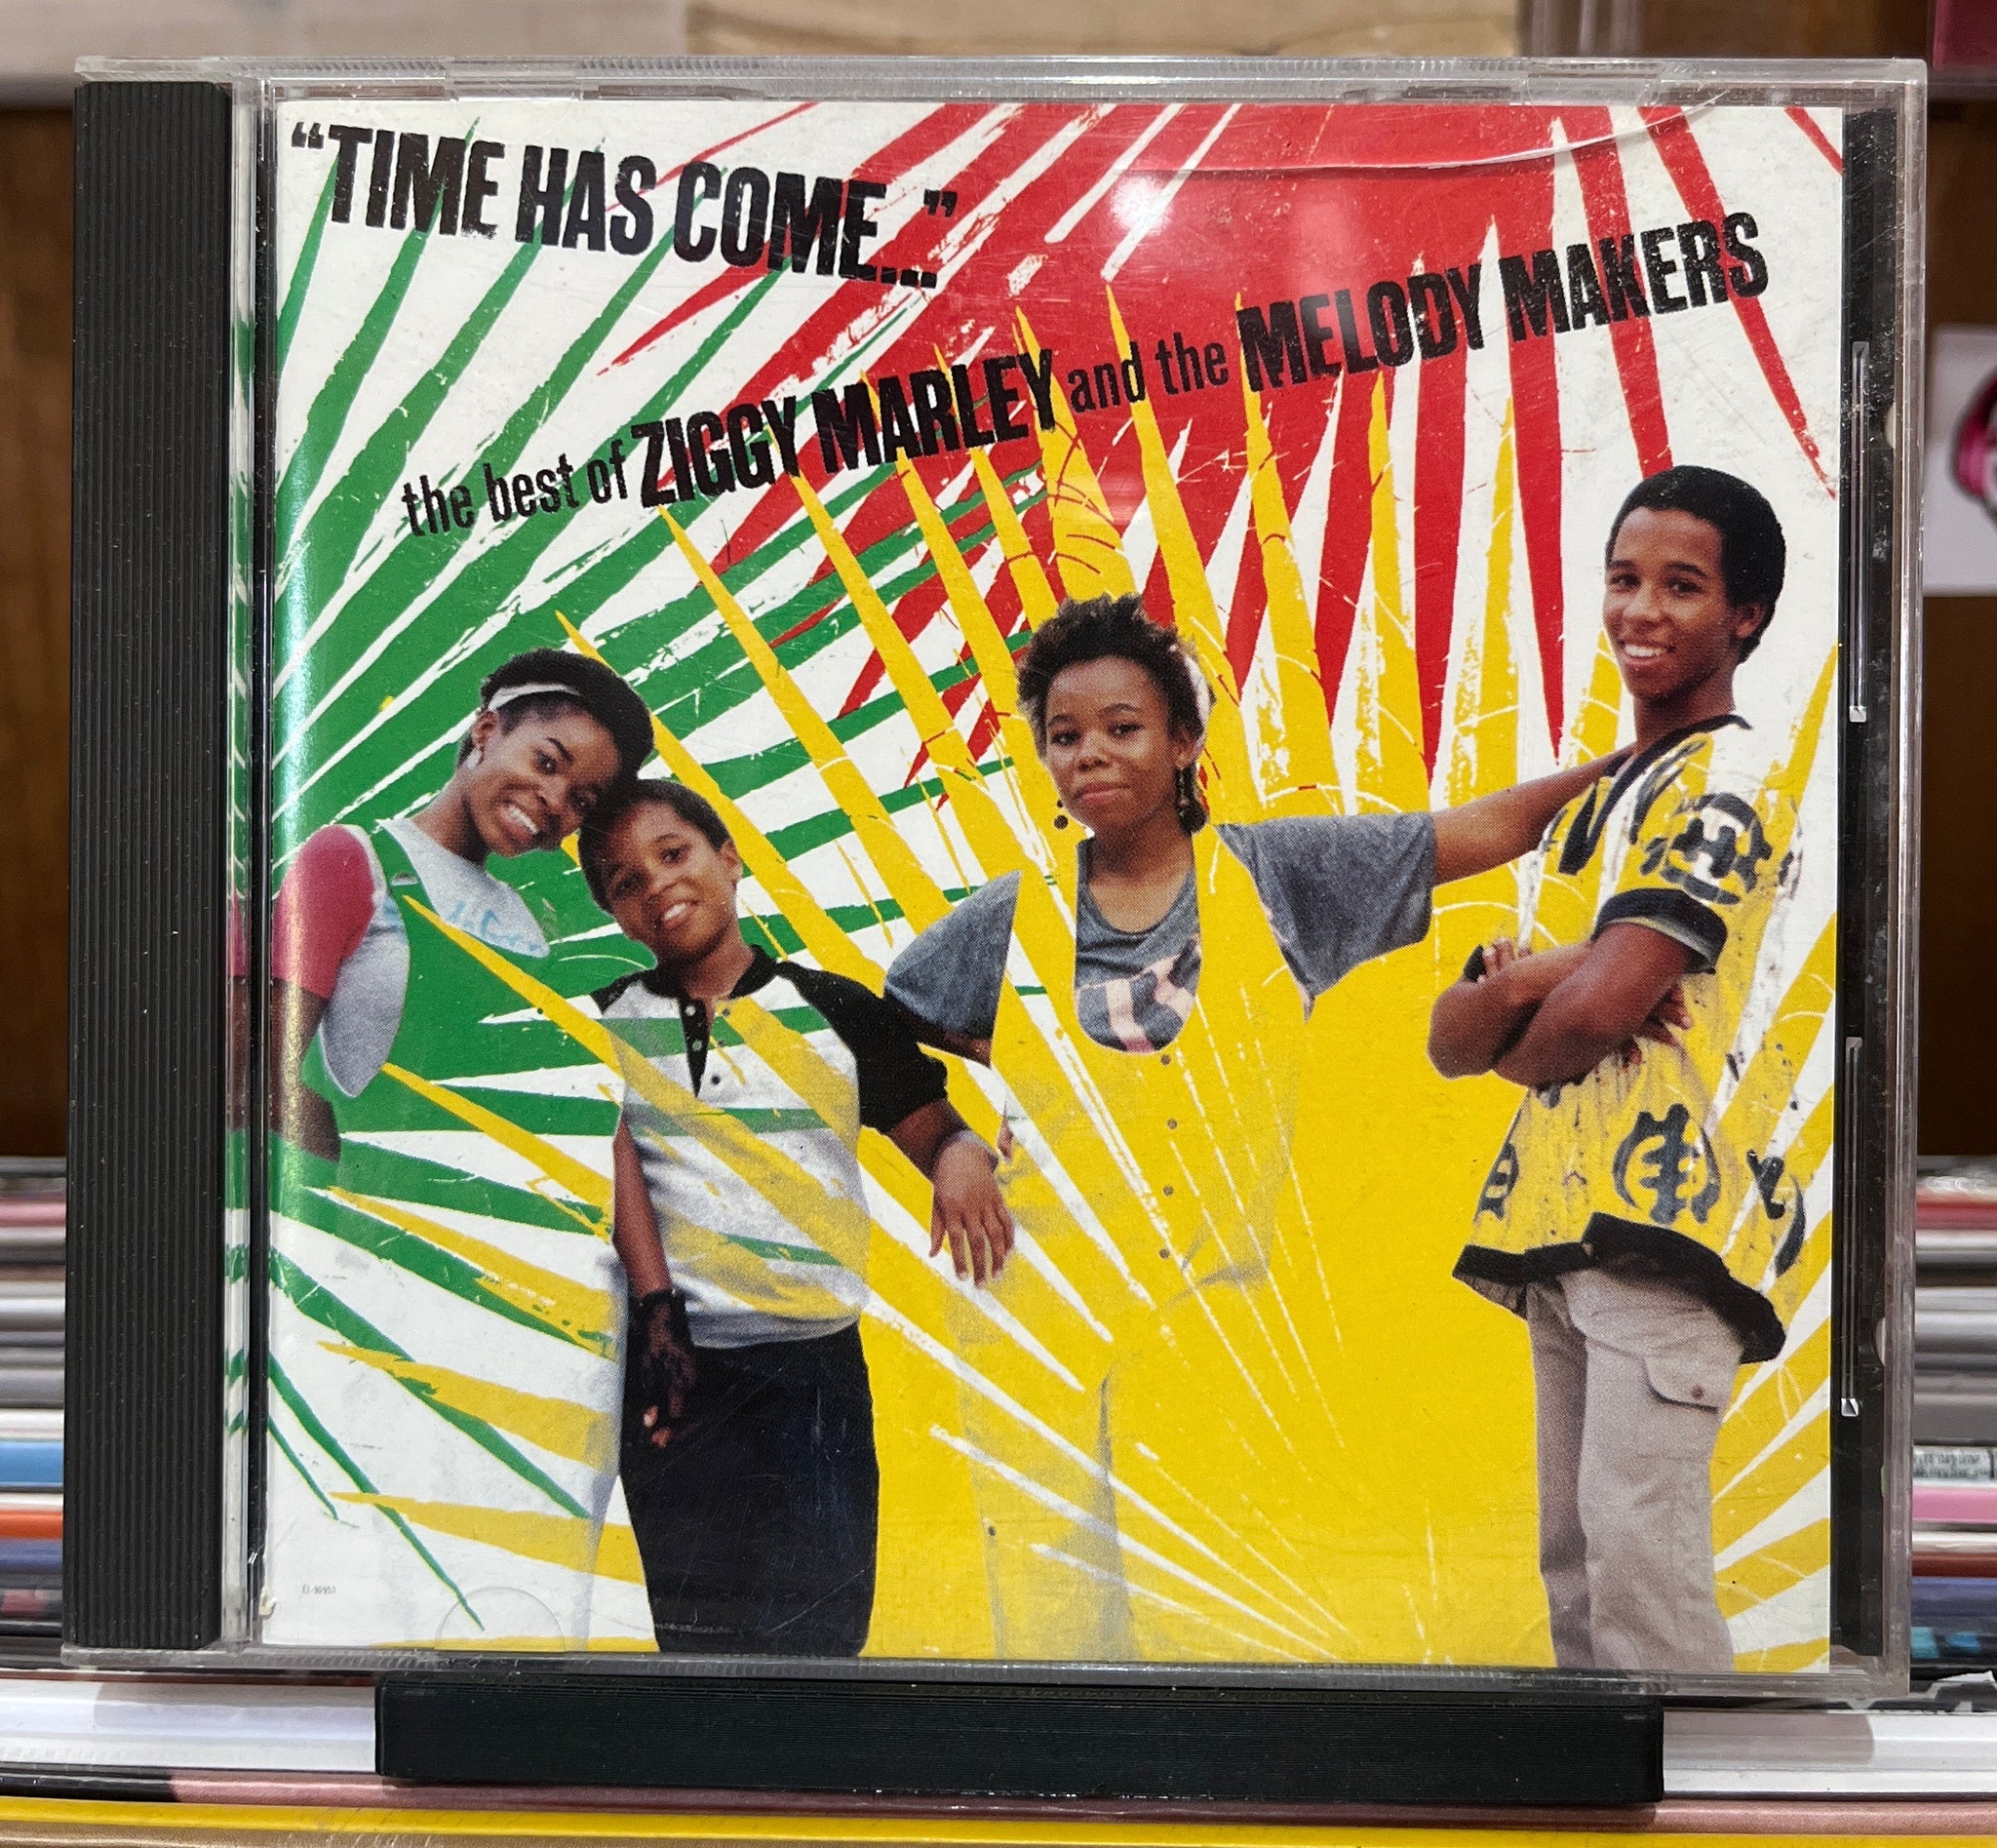 “TIME HAS COME...”
the best of ZIGGY MARLEY and the MELODY MAKERS